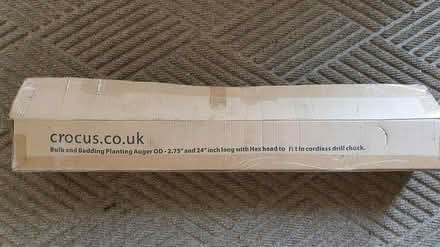 crocus.co.uk
Bulb and Bedding Planting Auger OD - 2.75" and 24" inch long with Hex head to fit in cordless drill chuck.